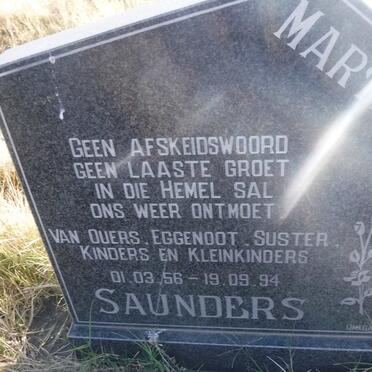 MAR
GEEN AFSKEIDSWOORD
GEEN LAASTE GROET
IN DIE HEMEL SAL
ONS WEER ONTMOET
VAN OUERS, EGGENOOT, SUSTER,
KINDERS EN KLEINKINDERS
01.03.56 - 19.09.94
SAUNDERS
OMEGA